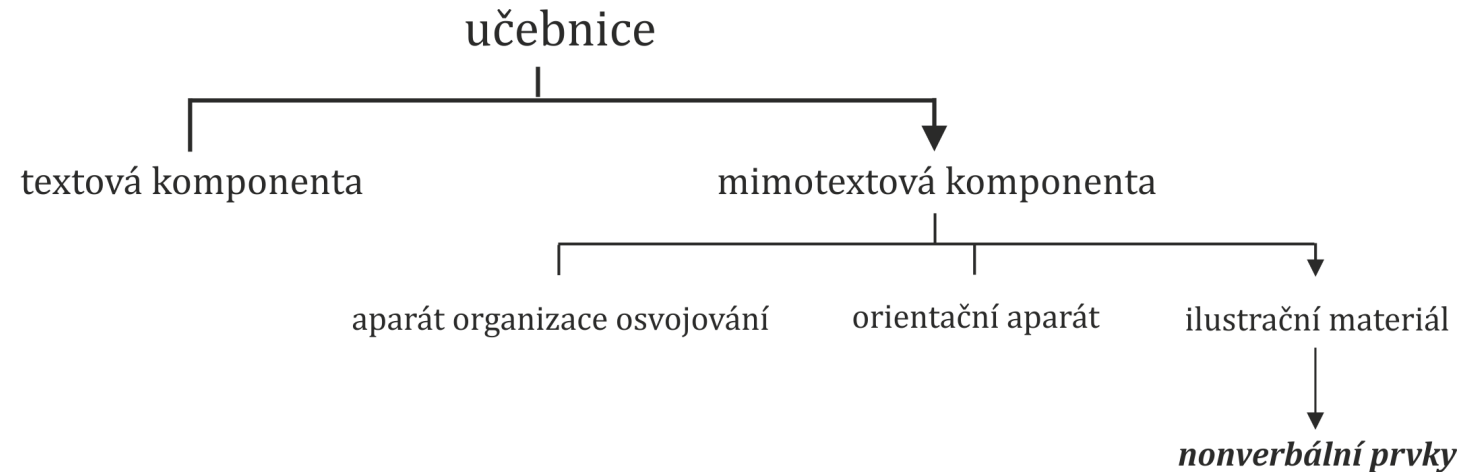 učebnice
textová komponenta
mimotextová komponenta
aparát organizace osvojování
orientační aparát
ilustrační materiál
nonverbální prvky